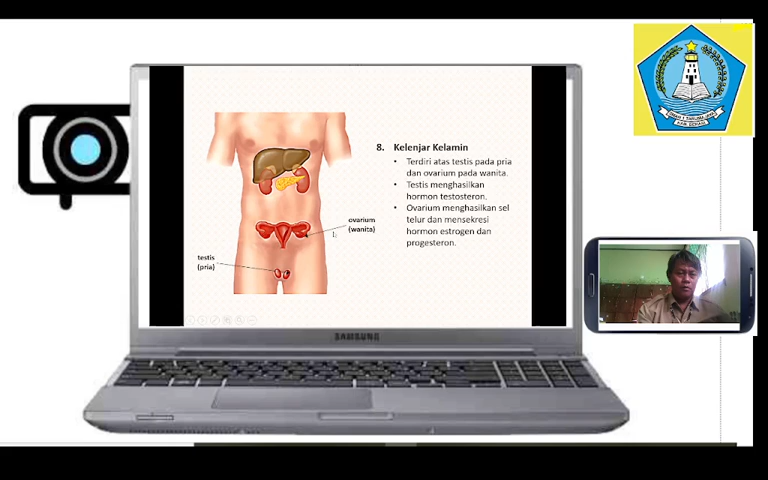 8. Kelenjar Kelamin
• Terdiri atas testis pada pria
dan ovarium pada wanita.
• Testis menghasilkan
hormon testosteron.
• Ovarium menghasilkan sel
telur dan mensekresi
hormon estrogen dan
progesteron.
ovarium
(wanita)
testis
(pria)
SAMSUNG